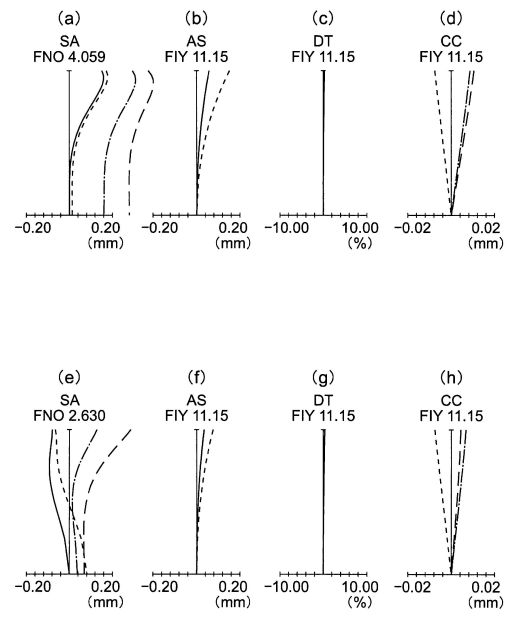 (a) (b) (c) (d)
SA AS DT CC
FNO 4.059 FIY 11.15 FIY 11.15 FIY 11.15
−0.20 0.20 −0.20 0.20 −10.00 10.00 −0.02 0.02
(mm) (mm) (%) (mm)
(e) (f) (g) (h)
SA AS DT CC
FNO 2.630 FIY 11.15 FIY 11.15 FIY 11.15
−0.20 0.20 −0.20 0.20 −10.00 10.00 −0.02 0.02
(mm) (mm) (%) (mm)